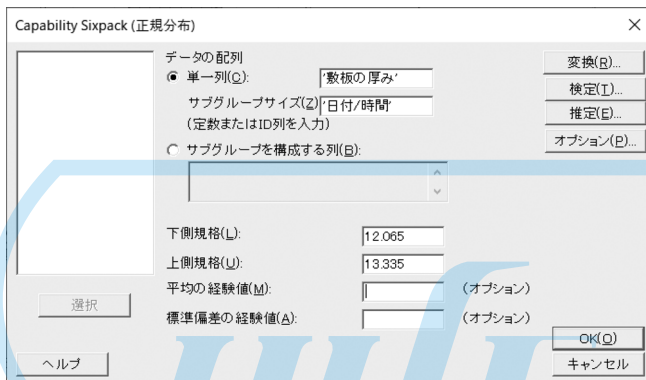 Capability Sixpack (正規分布)
データの配列
単一列(C): '敷板の厚み'
サブグループサイズ(Z) '日付/時間'
(定数またはID列を入力)
サブグループを構成する列(B):
変換(R)...
検定(T)...
推定(E)...
オプション(P)...
下側規格(L): 12.065
上側規格(U): 13.335
平均の経験値(M): (オプション)
標準偏差の経験値(A): (オプション)
選択
ヘルプ
OK(O)
キャンセル